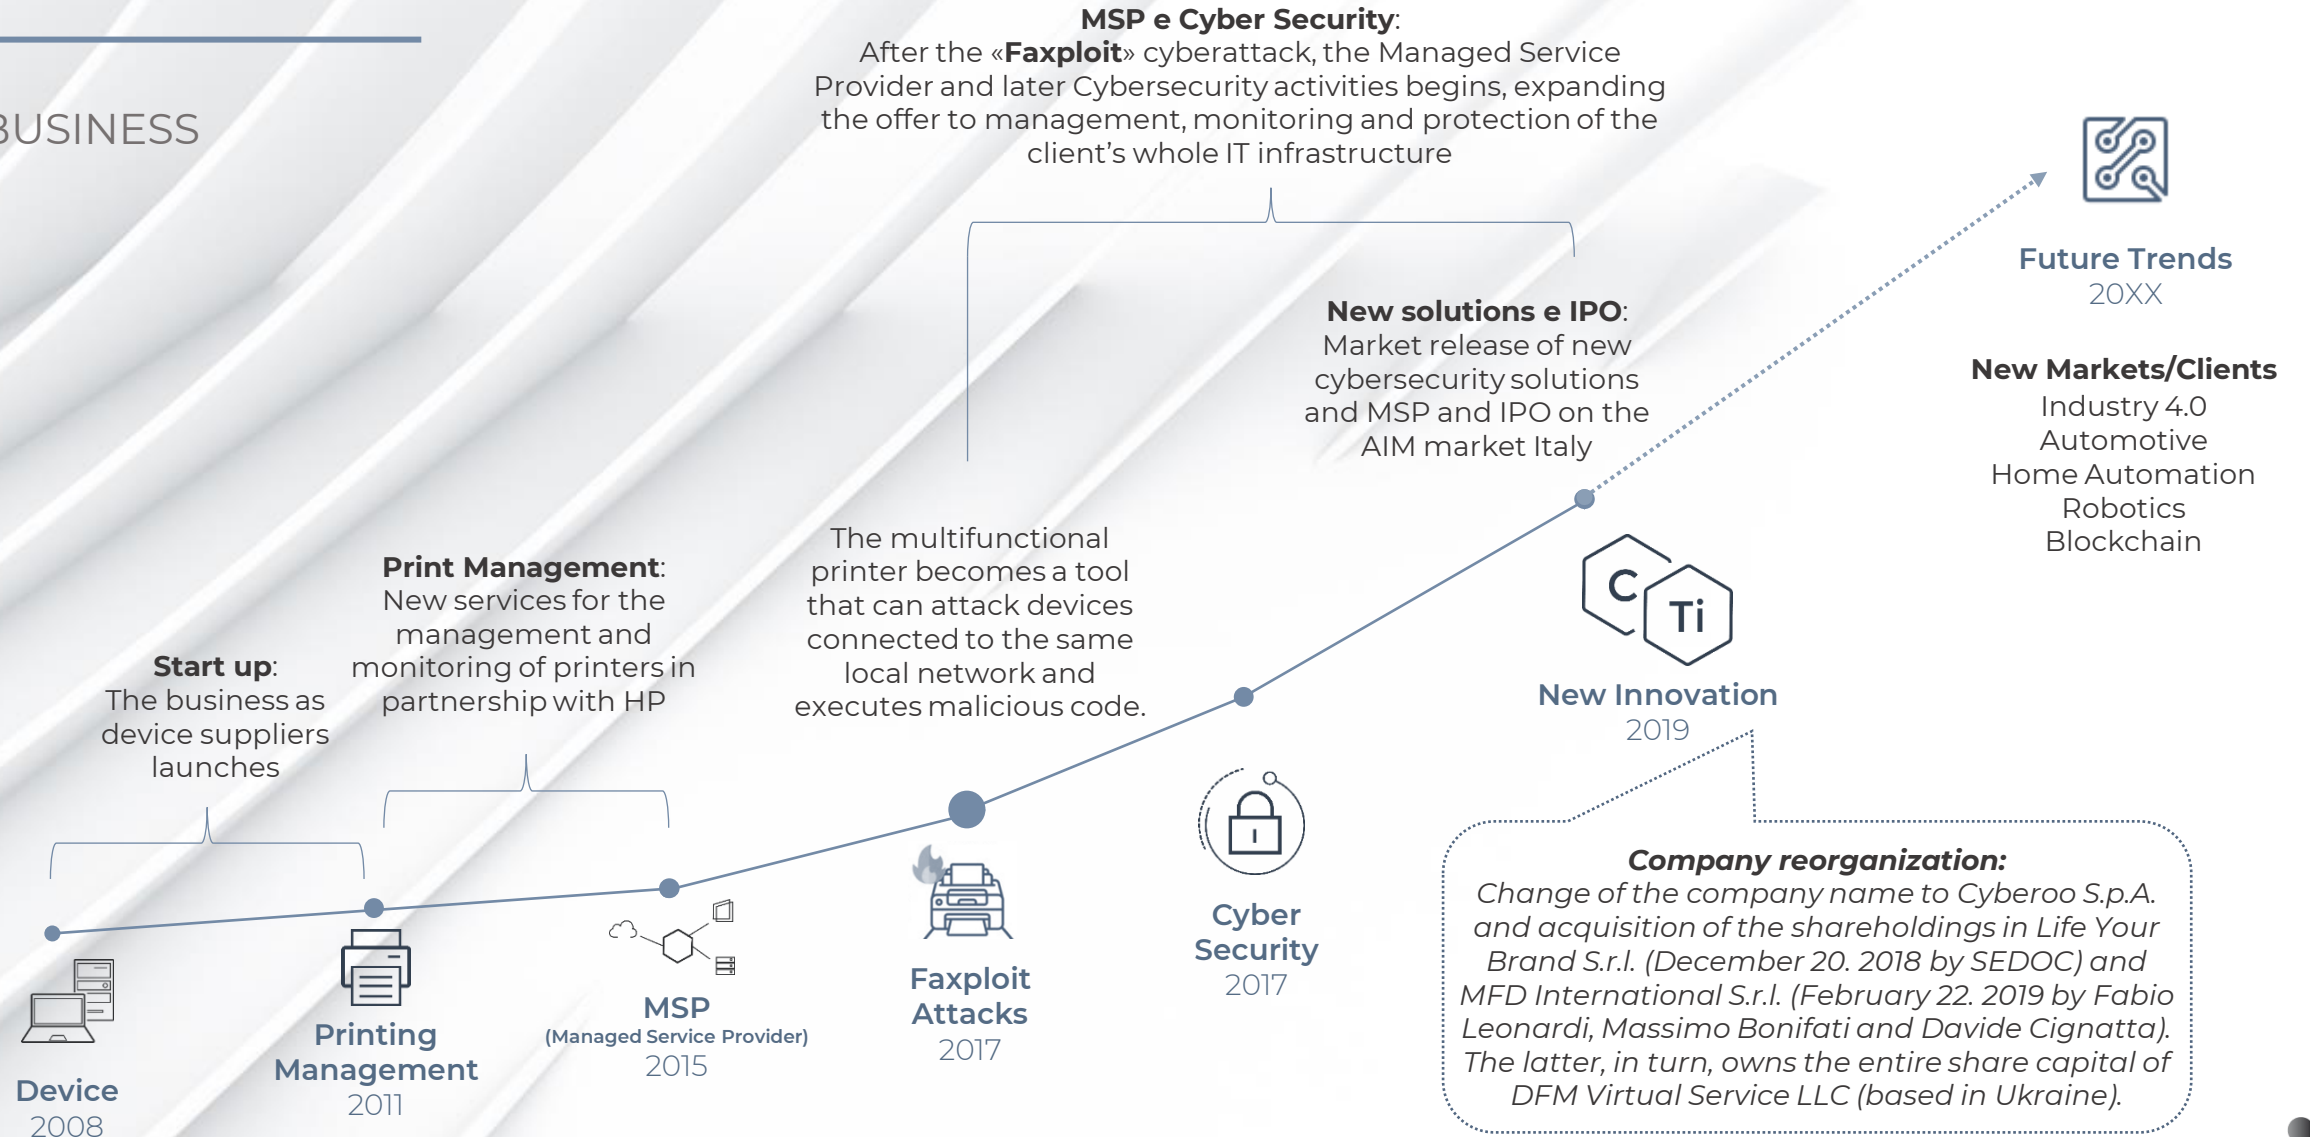 BUSINESS
MSP e Cyber Security:
After the «Faxploit» cyberattack, the Managed Service
Provider and later Cybersecurity activities begins, expanding
the offer to management, monitoring and protection of the
client's whole IT infrastructure
Start up:
The business as
device suppliers
launches
Print Management:
New services for the
management and
monitoring of printers in
partnership with HP
The multifunctional
printer becomes a tool
that can attack devices
connected to the same
local network and
executes malicious code.
New solutions e IPO:
Market release of new
cybersecurity solutions
and MSP and IPO on the
AIM market Italy
Device
2008
Printing
Management
2011
MSP
(Managed Service Provider)
2015
Faxploit
Attacks
2017
Cyber
Security
2017
C
Ti
New Innovation
2019
Future Trends
20XX
New Markets/Clients
Industry 4.0
Automotive
Home Automation
Robotics
Blockchain
Company reorganization:
Change of the company name to Cyberoo S.p.A.
and acquisition of the shareholdings in Life Your
Brand S.r.l. (December 20. 2018 by SEDOC) and
MFD International S.r.l. (February 22. 2019 by Fabio
Leonardi, Massimo Bonifati and Davide Cignatta).
The latter, in turn, owns the entire share capital of
DFM Virtual Service LLC (based in Ukraine).